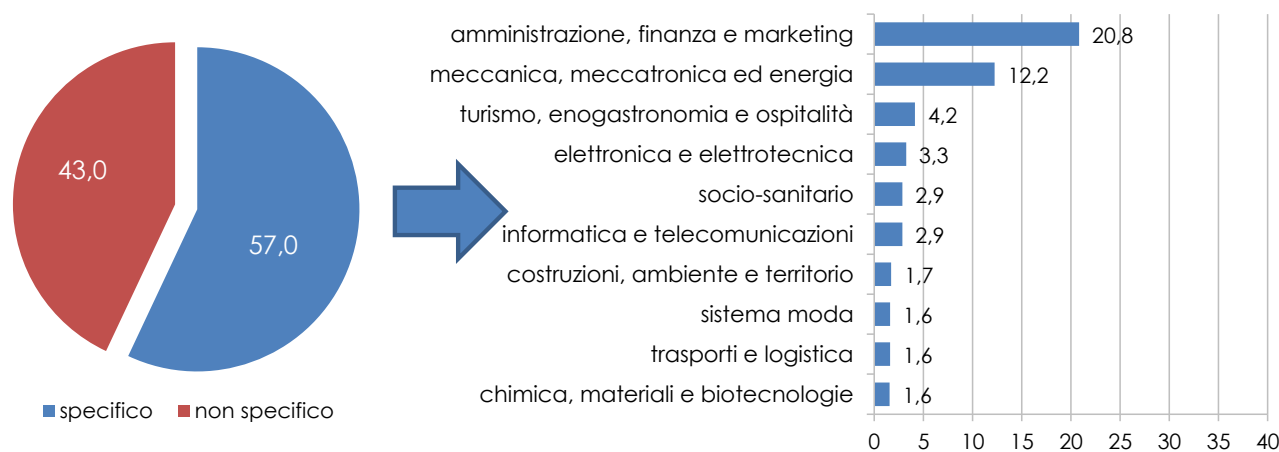 43,0
57,0
specifico non specifico
amministrazione, finanza e marketing 20,8
meccanica, meccatronica ed energia 12,2
turismo, enogastronomia e ospitalità 4,2
elettronica e elettrotecnica 3,3
socio-sanitario 2,9
informatica e telecomunicazioni 2,9
costruzioni, ambiente e territorio 1,7
sistema moda 1,6
trasporti e logistica 1,6
chimica, materiali e biotecnologie 1,6
0 5 10 15 20 25 30 35 40